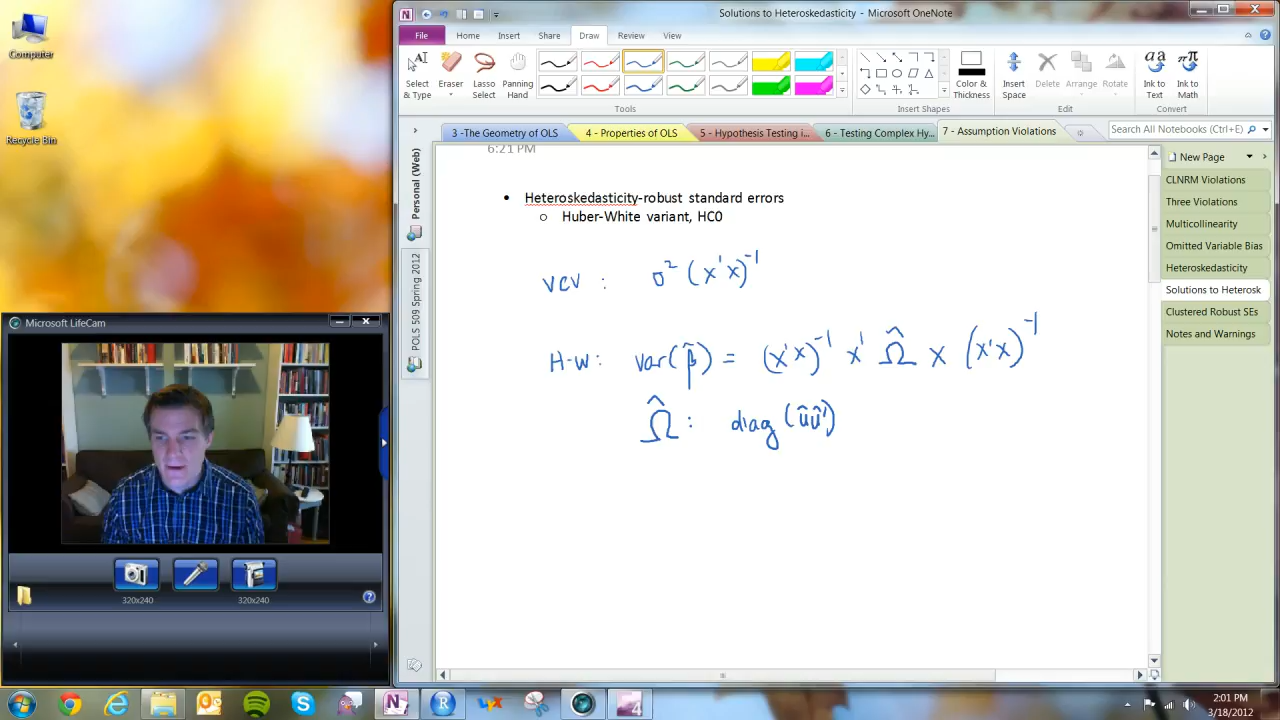 Computer
Recycle Bin
Solutions to Heteroskedasticity - Microsoft OneNote
File Home Insert Share Draw Review View
Select & Type
Eraser
Lasso Select
Panning Hand
Color & Thickness
Insert Space
Delete
Arrange
Rotate
Ink to Text
Ink to Math
Tools
Insert Shapes
Edit
Convert
3 -The Geometry of OLS
4 - Properties of OLS
5 - Hypothesis Testing i...
6 - Testing Complex Hy...
7 - Assumption Violations
Search All Notebooks (Ctrl+E)
Personal (Web)
POLS 509 Spring 2012
6:21 PM
• Heteroskedasticity-robust standard errors
○ Huber-White variant, HC0
VCV : σ² (x'x)⁻¹
H-W: var(β̂) = (x'x)⁻¹ x' Ω̂ x (x'x)⁻¹
Ω̂: diag(ûû')
New Page
CLNRM Violations
Three Violations
Multicollinearity
Omitted Variable Bias
Heteroskedasticity
Solutions to Heterosk
Clustered Robust SEs
Notes and Warnings
Microsoft LifeCam
320x240
320x240
2:01 PM
3/18/2012